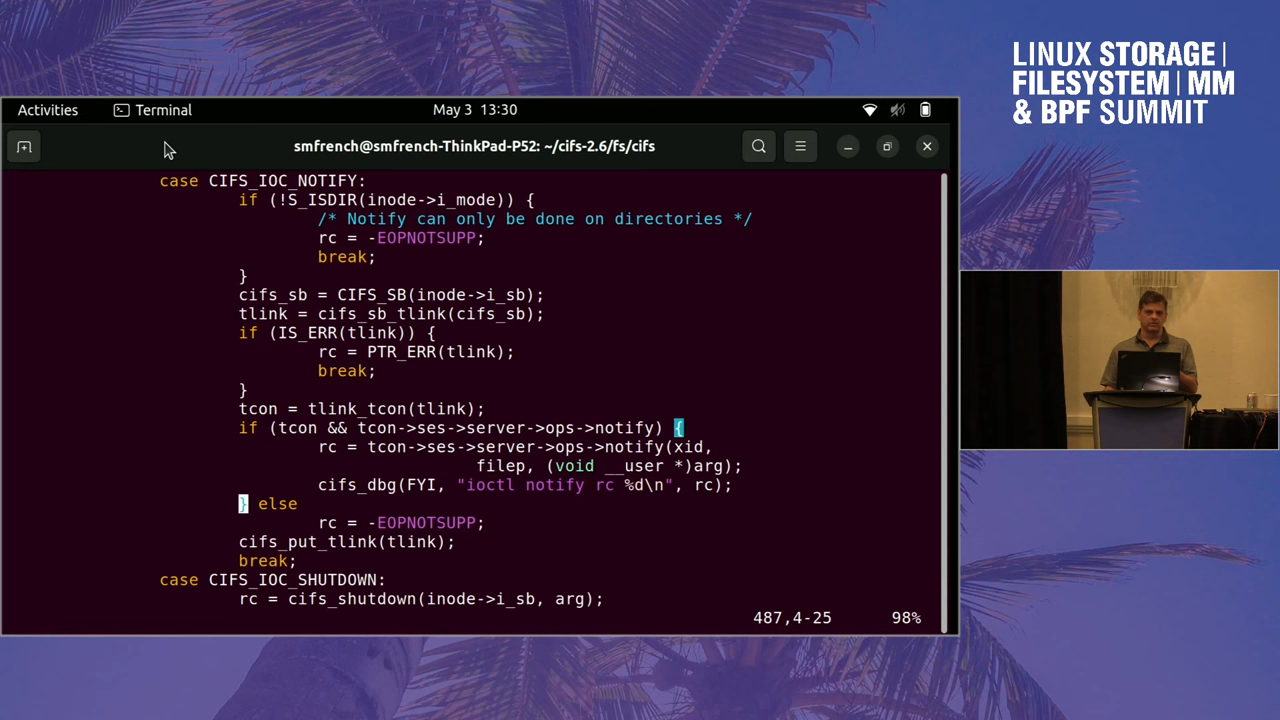 LINUX STORAGE |
FILESYSTEM | MM
& BPF SUMMIT
Activities Terminal May 3 13:30
smfrench@smfrench-ThinkPad-P52: ~/cifs-2.6/fs/cifs
case CIFS_IOC_NOTIFY:
if (!S_ISDIR(inode->i_mode)) {
/* Notify can only be done on directories */
rc = -EOPNOTSUPP;
break;
}
cifs_sb = CIFS_SB(inode->i_sb);
tlink = cifs_sb_tlink(cifs_sb);
if (IS_ERR(tlink)) {
rc = PTR_ERR(tlink);
break;
}
tcon = tlink_tcon(tlink);
if (tcon && tcon->ses->server->ops->notify) {
rc = tcon->ses->server->ops->notify(xid,
filep, (void __user *)arg);
cifs_dbg(FYI, "ioctl notify rc %d\n", rc);
} else
rc = -EOPNOTSUPP;
cifs_put_tlink(tlink);
break;
case CIFS_IOC_SHUTDOWN:
rc = cifs_shutdown(inode->i_sb, arg);
487,4-25 98%